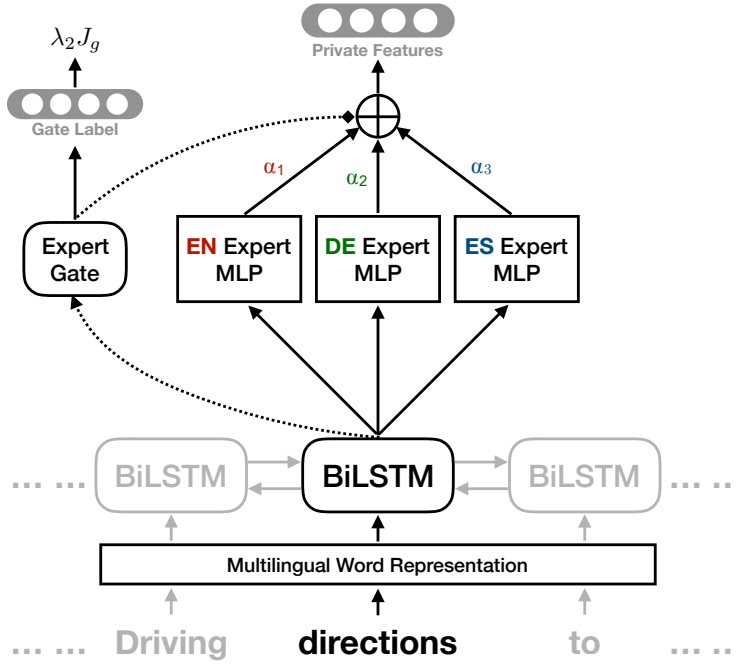 λ₂J_g
Private Features
Gate Label
α₁
α₂
α₃
Expert
Gate
EN Expert
MLP
DE Expert
MLP
ES Expert
MLP
... ... BiLSTM BiLSTM BiLSTM ... ..
Multilingual Word Representation
... ... Driving directions to ... ..